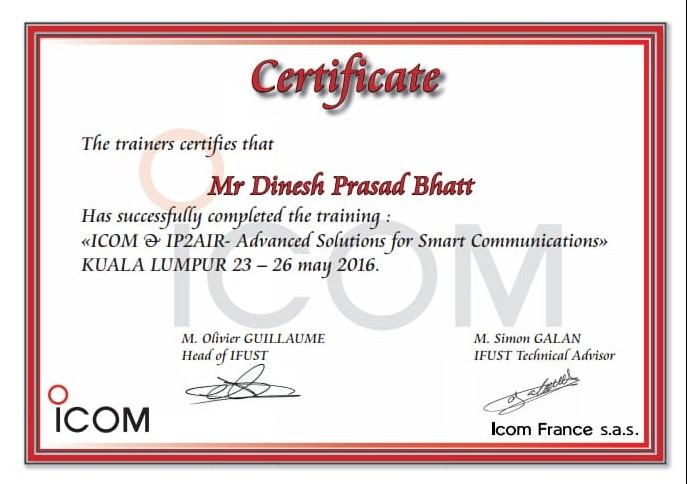 Certificate
The trainers certifies that
Mr Dinesh Prasad Bhatt
Has successfully completed the training :
«ICOM & IP2AIR- Advanced Solutions for Smart Communications»
KUALA LUMPUR 23 – 26 may 2016.
ICOM
M. Olivier GUILLAUME
Head of IFUST
M. Simon GALAN
IFUST Technical Advisor
ICOM
Icom France s.a.s.